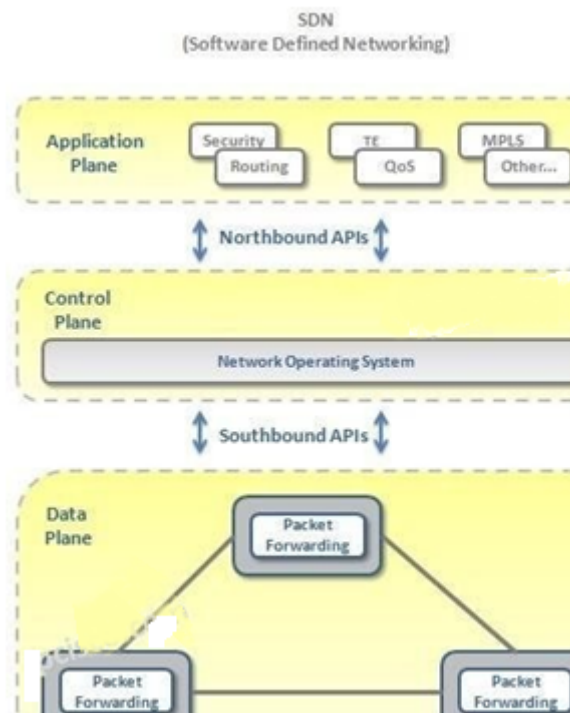 SDN
(Software Defined Networking)
Application
Plane
Security
Routing
TE
QoS
MPLS
Other...
Northbound APIs
Control
Plane
Network Operating System
Southbound APIs
Data
Plane
Packet
Forwarding
Packet
Forwarding
Packet
Forwarding